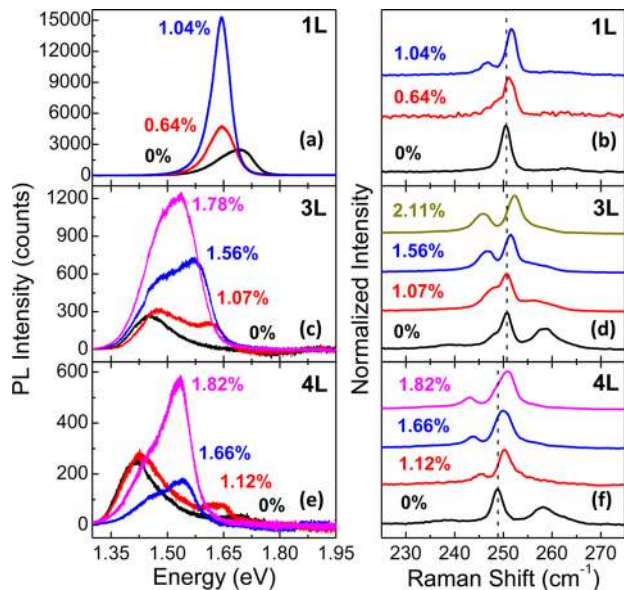 15000
12000
9000
6000
3000
0
1.04%
0.64%
0%
1L
(a)
1.04%
0.64%
0%
1L
(b)
1200
900
600
300
0
1.78%
1.56%
1.07%
0%
3L
(c)
2.11%
1.56%
1.07%
0%
3L
(d)
600
400
200
0
1.82%
1.66%
1.12%
0%
4L
(e)
1.82%
1.66%
1.12%
0%
4L
(f)
PL Intensity (counts)
Normalized Intensity
1.35 1.50 1.65 1.80 1.95
Energy (eV)
230 240 250 260 270
Raman Shift (cm⁻¹)